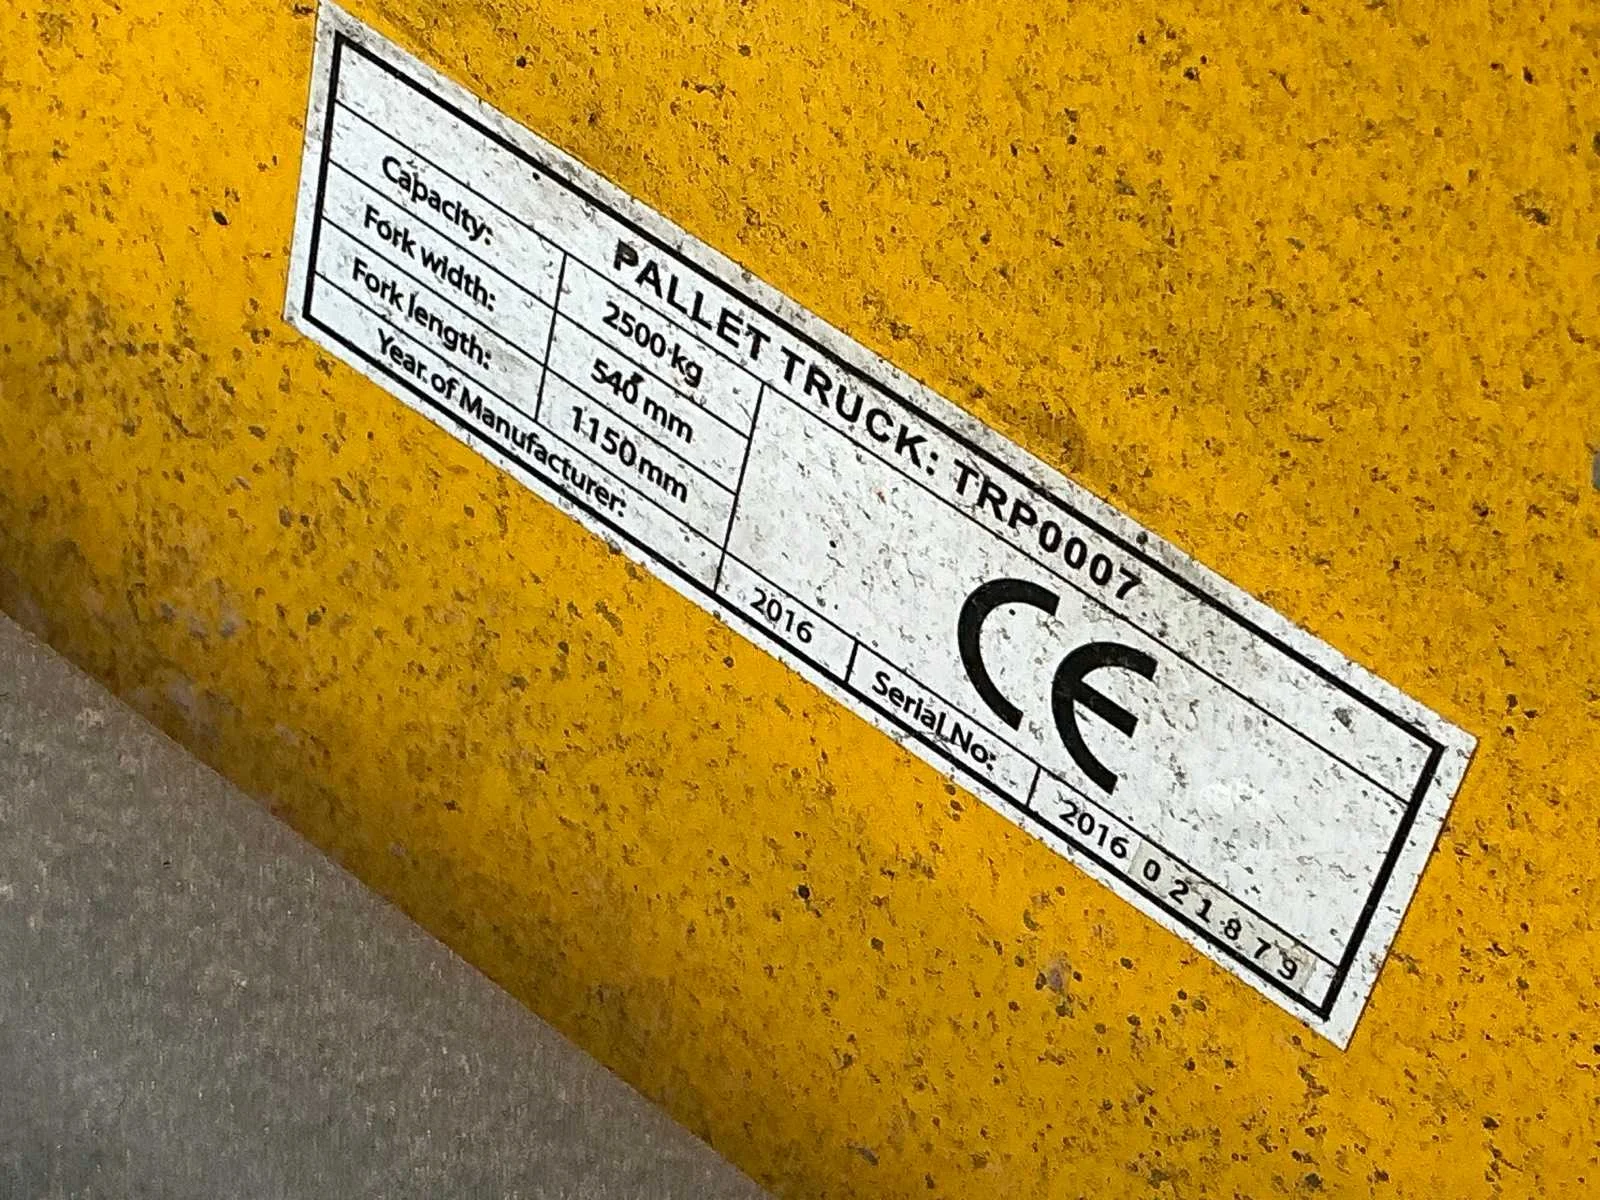 PALLET TRUCK: TRP0007
Capacity: 2500 kg
Fork width: 540 mm
Fork length: 1150 mm
CE
Year of Manufacturer: 2016 Serial No: 2016 021879